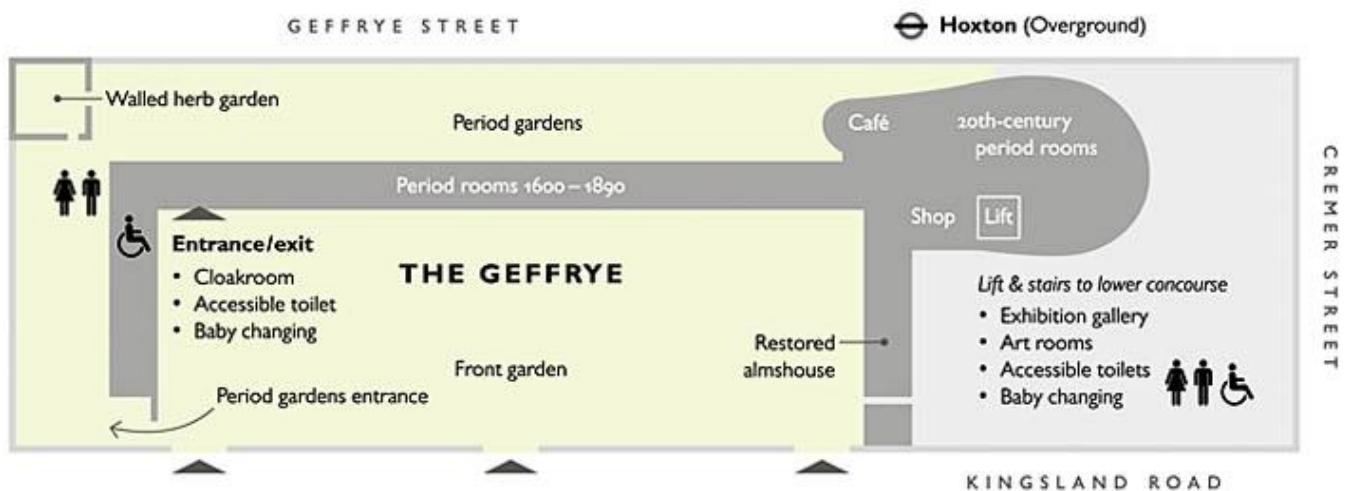 GEFFRYE STREET
Hoxton (Overground)
Walled herb garden
Period gardens
Café
20th-century
period rooms
CREMER STREET
Period rooms 1600 – 1890
Shop
Lift
Entrance/exit
• Cloakroom
• Accessible toilet
• Baby changing
THE GEFFRYE
Lift & stairs to lower concourse
• Exhibition gallery
• Art rooms
• Accessible toilets
• Baby changing
Restored
almshouse
Front garden
Period gardens entrance
KINGSLAND ROAD